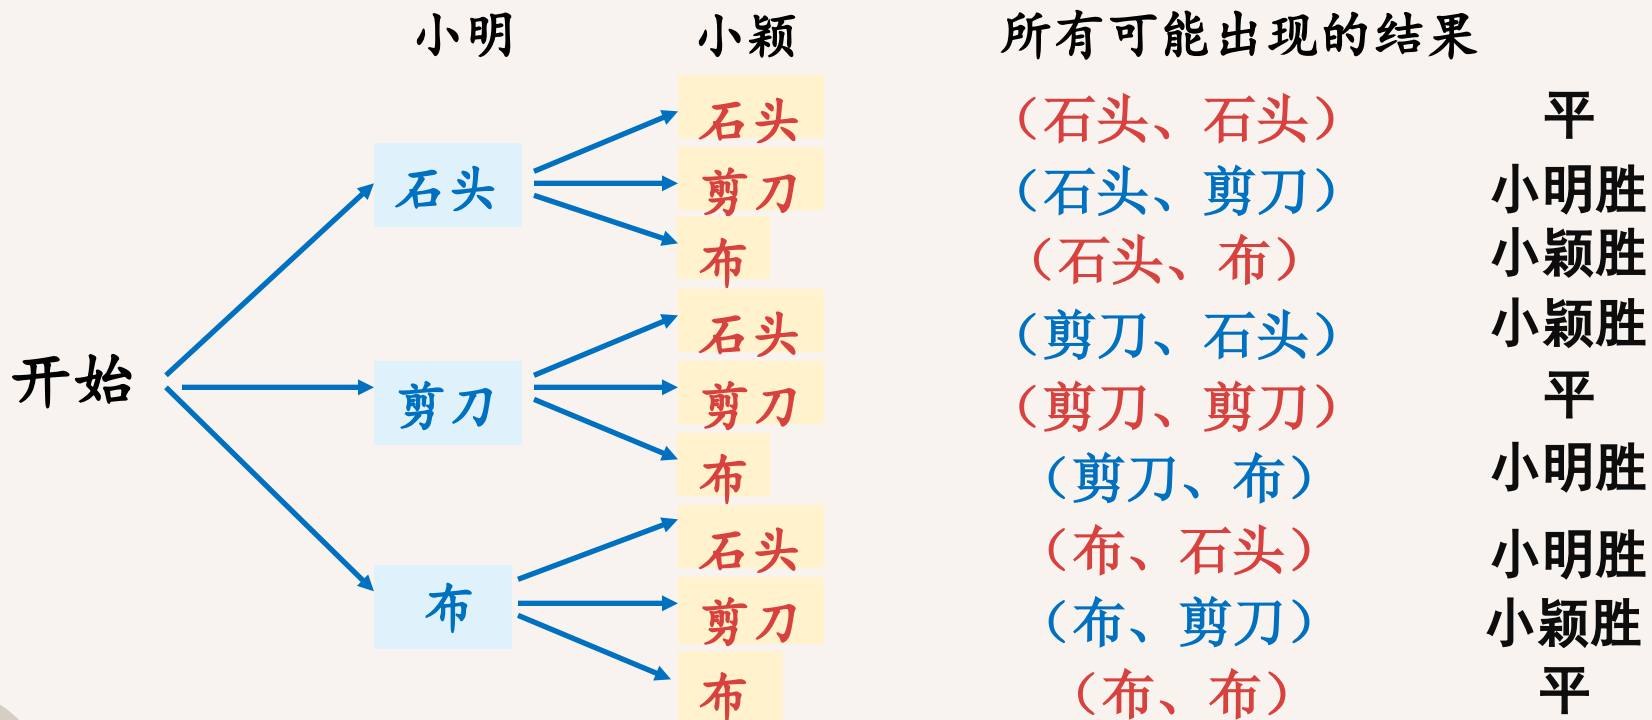 小明 小颖 所有可能出现的结果
石头 （石头、石头） 平
石头 剪刀 （石头、剪刀） 小明胜
布 （石头、布） 小颖胜
石头 （剪刀、石头） 小颖胜
开始 剪刀 剪刀 （剪刀、剪刀） 平
布 （剪刀、布） 小明胜
石头 （布、石头） 小明胜
布 剪刀 （布、剪刀） 小颖胜
布 （布、布） 平